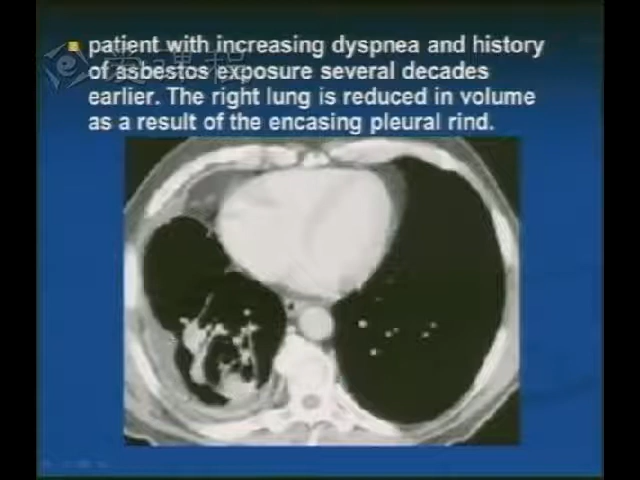 patient with increasing dyspnea and history
of asbestos exposure several decades
earlier. The right lung is reduced in volume
as a result of the encasing pleural rind.